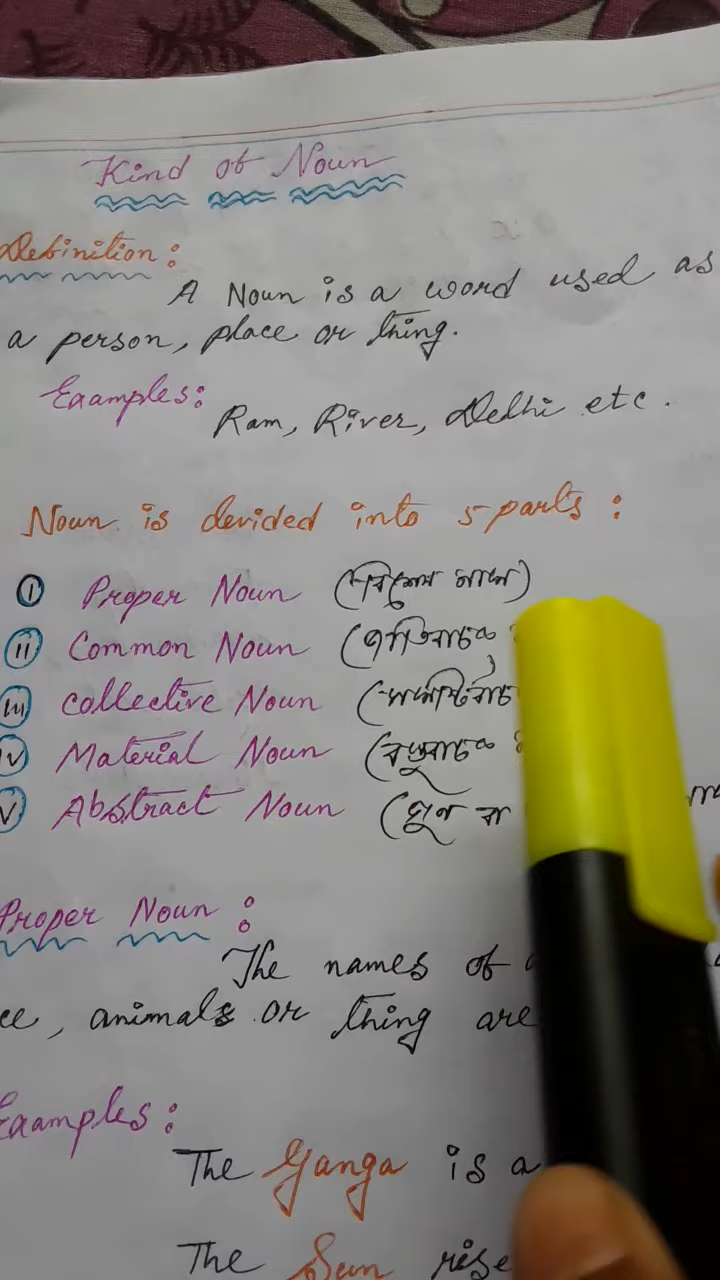 Kind of Noun
Definition:
A Noun is a word used as
a person, place or thing.
Examples:
Ram, River, Delhi etc.
Noun is devided into 5 parts:
I Proper Noun (বিশেষ
II Common Noun
III Collective Noun
IV Material Noun (বস্তুবাচক
V Abstract Noun (গুণ বা
Proper Noun:
The names of
animals or thing are
Examples:
The Ganga is a
The Sun rise